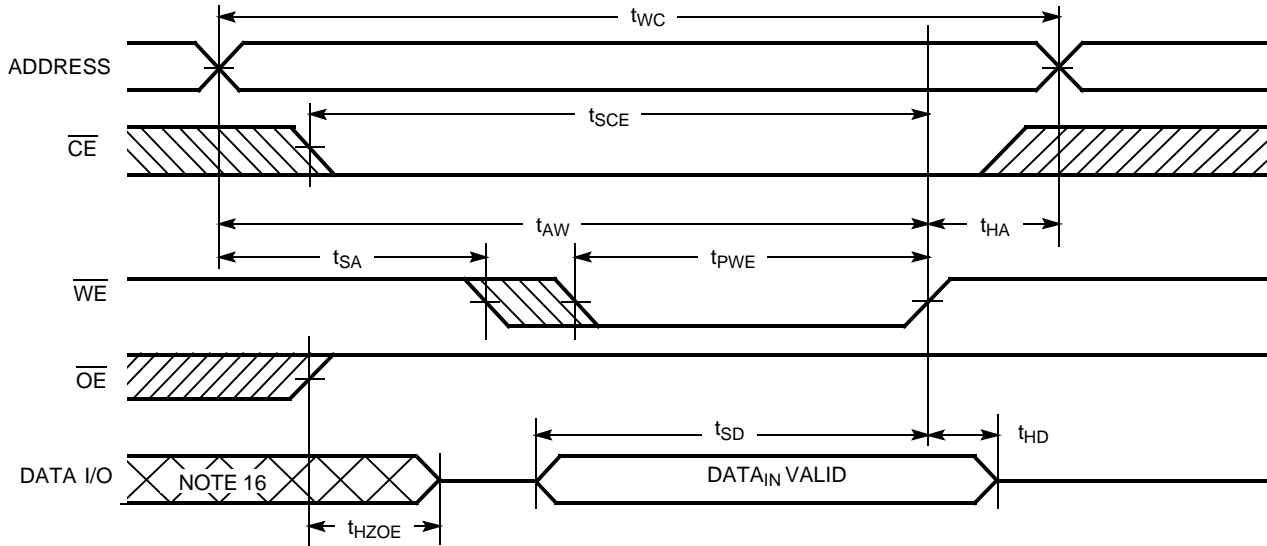 tWC
ADDRESS
tSCE
CE
tAW
tHA
tSA
tPWE
WE
OE
tSD
tHD
DATA I/O
NOTE 16
DATAIN VALID
tHZOE